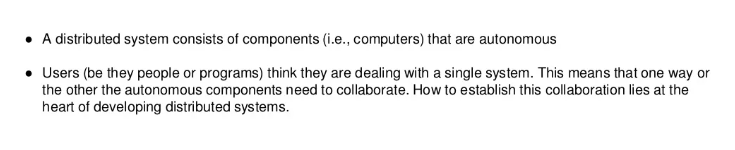 • A distributed system consists of components (i.e., computers) that are autonomous
• Users (be they people or programs) think they are dealing with a single system. This means that one way or
the other the autonomous components need to collaborate. How to establish this collaboration lies at the
heart of developing distributed systems.